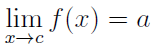 lim f(x) = a
x→c